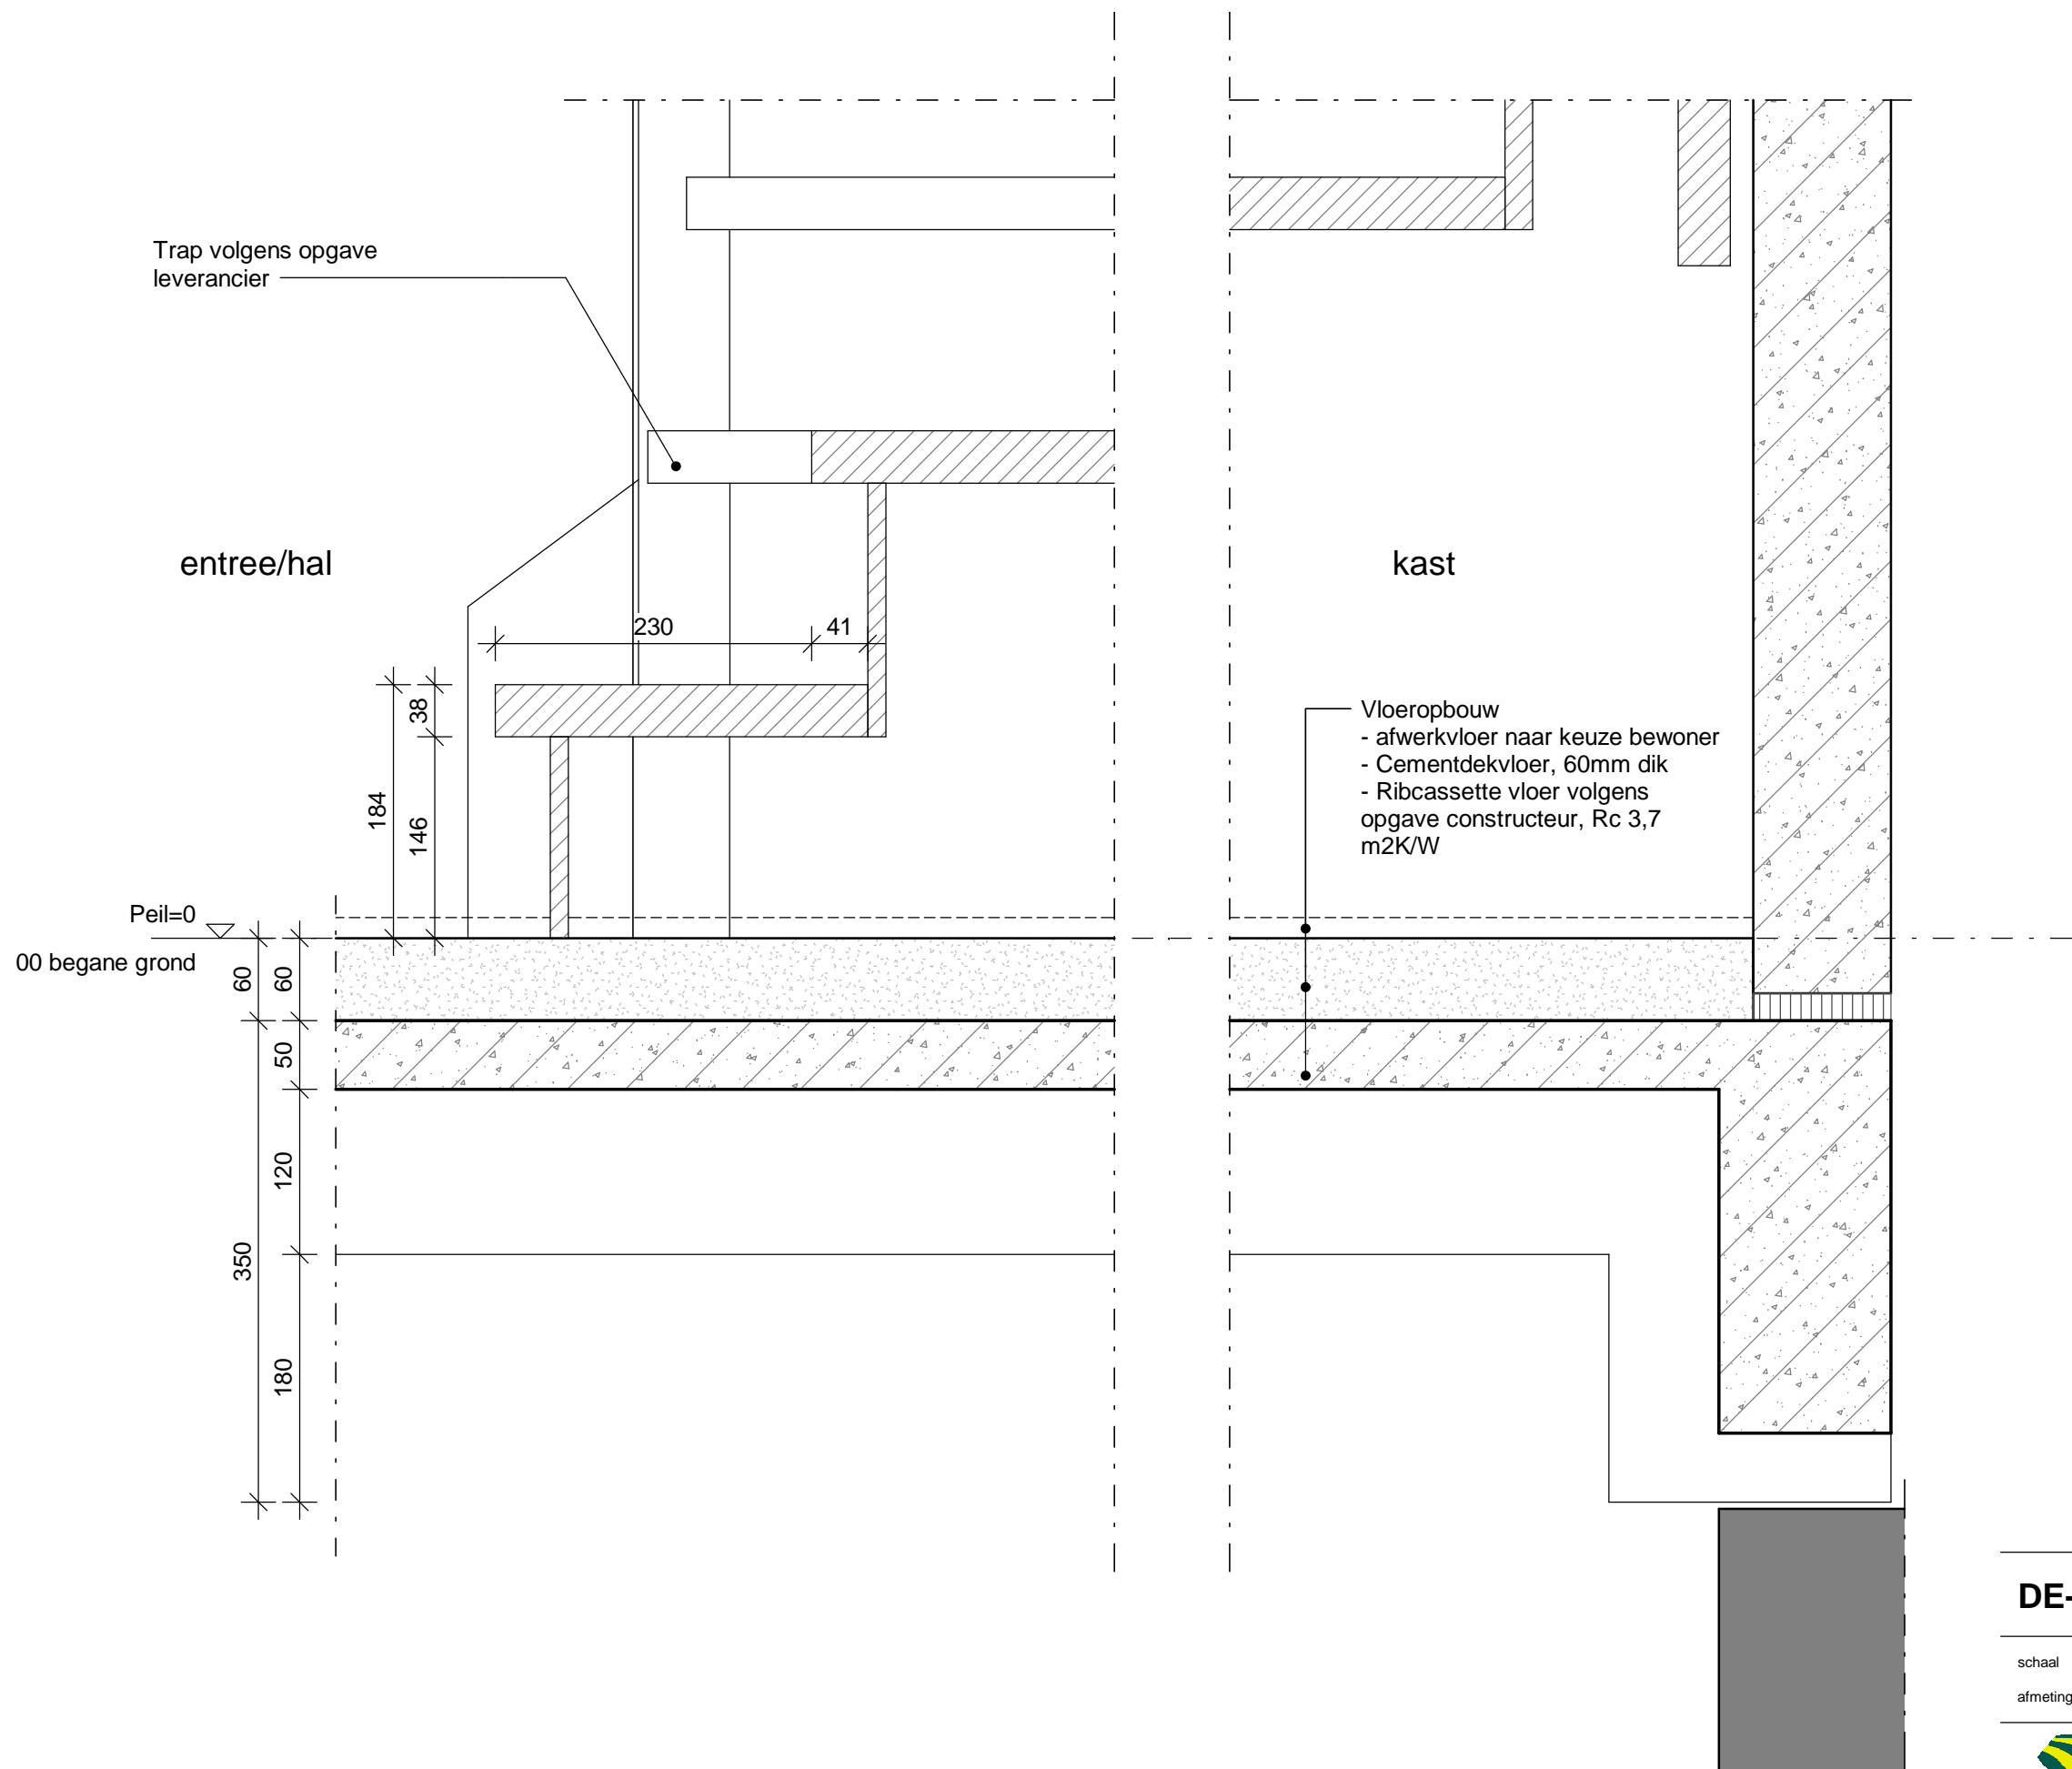 Trap volgens opgave
leverancier
entree/hal
kast
230
41
38
184
146
Vloeropbouw
- afwerkvloer naar keuze bewoner
- Cementdekvloer, 60mm dik
- Ribcassette vloer volgens
opgave constructeur, Rc 3,7
m2K/W
Peil=0
00 begane grond
60
60
50
120
350
180
DE-
schaal
afmeting